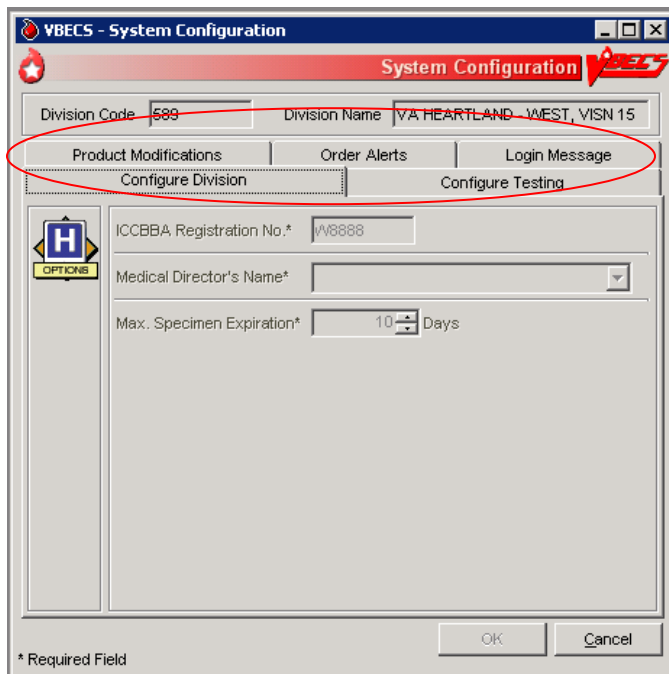 VBECS - System Configuration
System Configuration VBECS
Division Code 589 Division Name VA HEARTLAND - WEST, VISN 15
Product Modifications Order Alerts Login Message
Configure Division Configure Testing
H
OPTIONS
ICCBBA Registration No.* W8888
Medical Director's Name*
Max. Specimen Expiration* 10 Days
OK Cancel
* Required Field